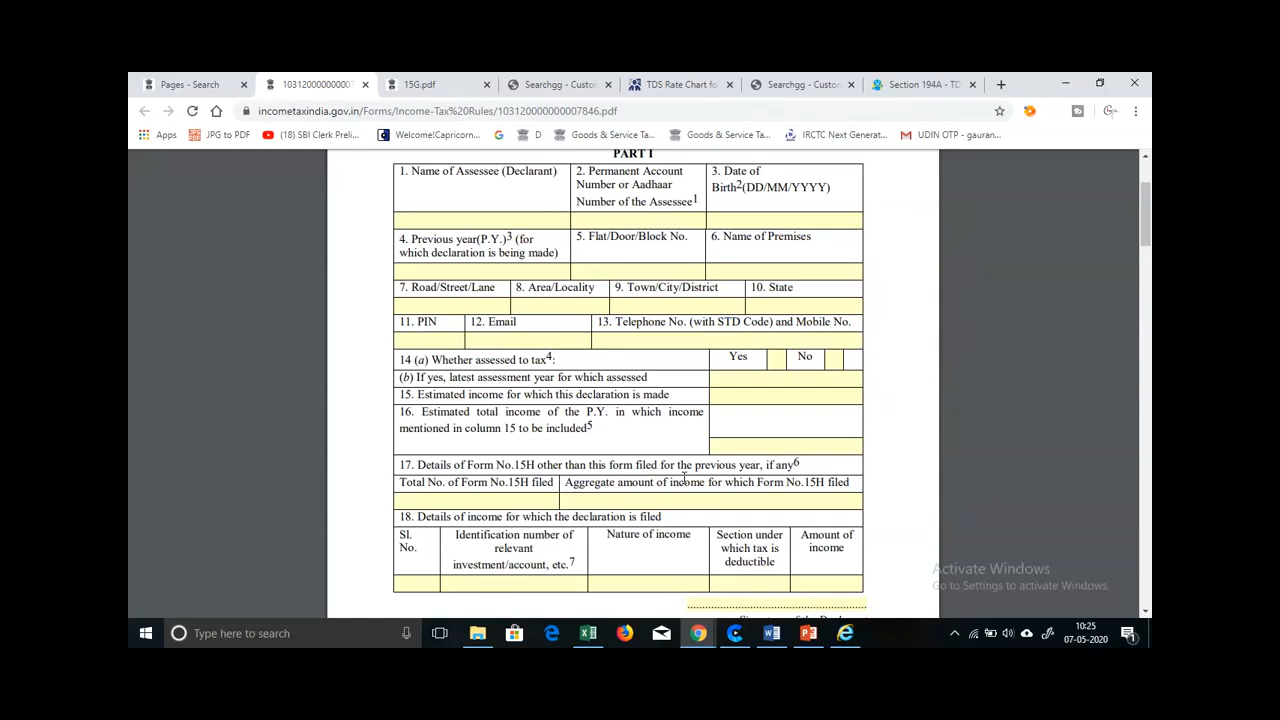 Pages - Search
10312000000007
15G.pdf
Searchgg - Custo
TDS Rate Chart fo
Searchgg - Custo
Section 194A - TD
incometaxindia.gov.in/Forms/Income-Tax%20Rules/103120000000007846.pdf
Apps
JPG to PDF
(18) SBI Clerk Preli...
Welcome!Capricorn...
D
Goods & Service Ta...
Goods & Service Ta...
IRCTC Next Generat...
UDIN OTP - gauran...
PART I
1. Name of Assessee (Declarant)
2. Permanent Account
Number or Aadhaar
Number of the Assessee1
3. Date of
Birth2(DD/MM/YYYY)
4. Previous year(P.Y.)3 (for
which declaration is being made)
5. Flat/Door/Block No.
6. Name of Premises
7. Road/Street/Lane
8. Area/Locality
9. Town/City/District
10. State
11. PIN
12. Email
13. Telephone No. (with STD Code) and Mobile No.
14 (a) Whether assessed to tax4:
Yes
No
(b) If yes, latest assessment year for which assessed
15. Estimated income for which this declaration is made
16. Estimated total income of the P.Y. in which income
mentioned in column 15 to be included5
17. Details of Form No.15H other than this form filed for the previous year, if any6
Total No. of Form No.15H filed
Aggregate amount of income for which Form No.15H filed
18. Details of income for which the declaration is filed
Sl.
No.
Identification number of
relevant
investment/account, etc.7
Nature of income
Section under
which tax is
deductible
Amount of
income
Activate Windows
Go to Settings to activate Windows.
Type here to search
10:25
07-05-2020